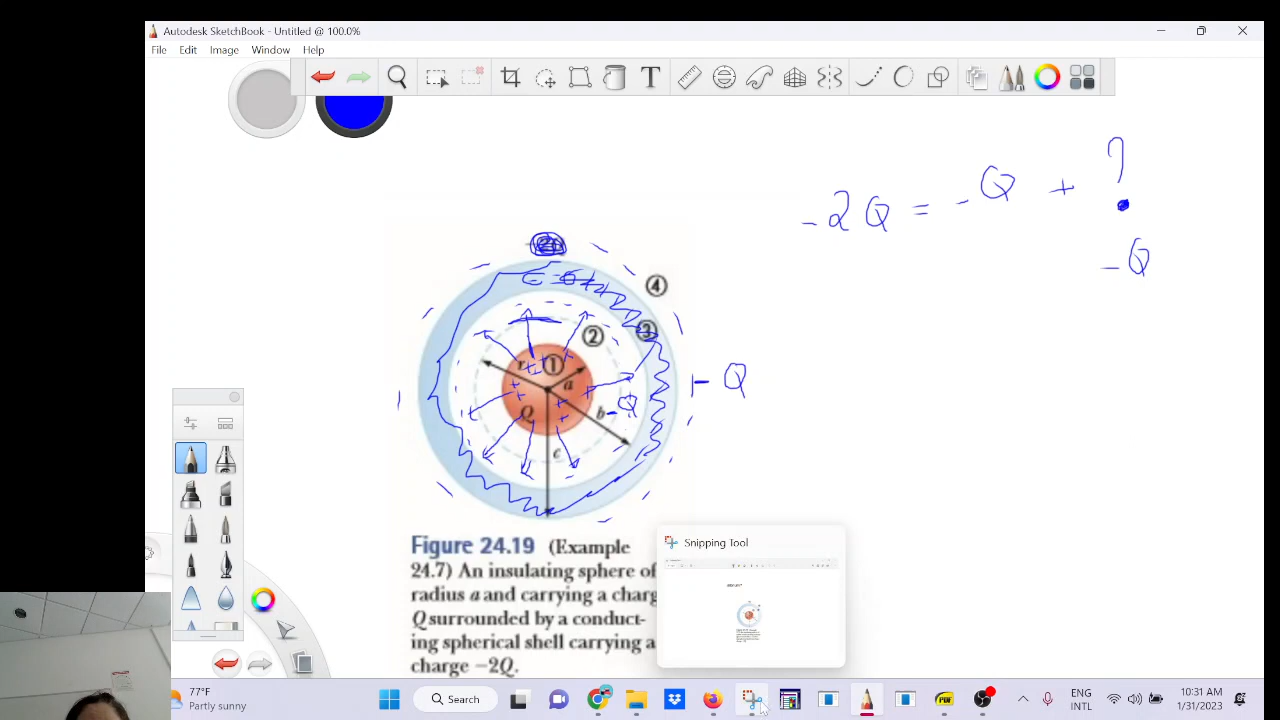 Autodesk SketchBook - Untitled @ 100.0%
File Edit Image Window Help
T
?
-2Q = -Q +
-Q
④
③
②
①
r
a
Q
b
-Q
c
-Q
E=0
Figure 24.19 (Example
24.7) An insulating sphere of
radius a and carrying a charg
Q surrounded by a conduct-
ing spherical shell carrying a
charge −2Q.
Snipping Tool
77°F
Partly sunny
Search
ENG
INTL
10:31 AM
1/31/2023